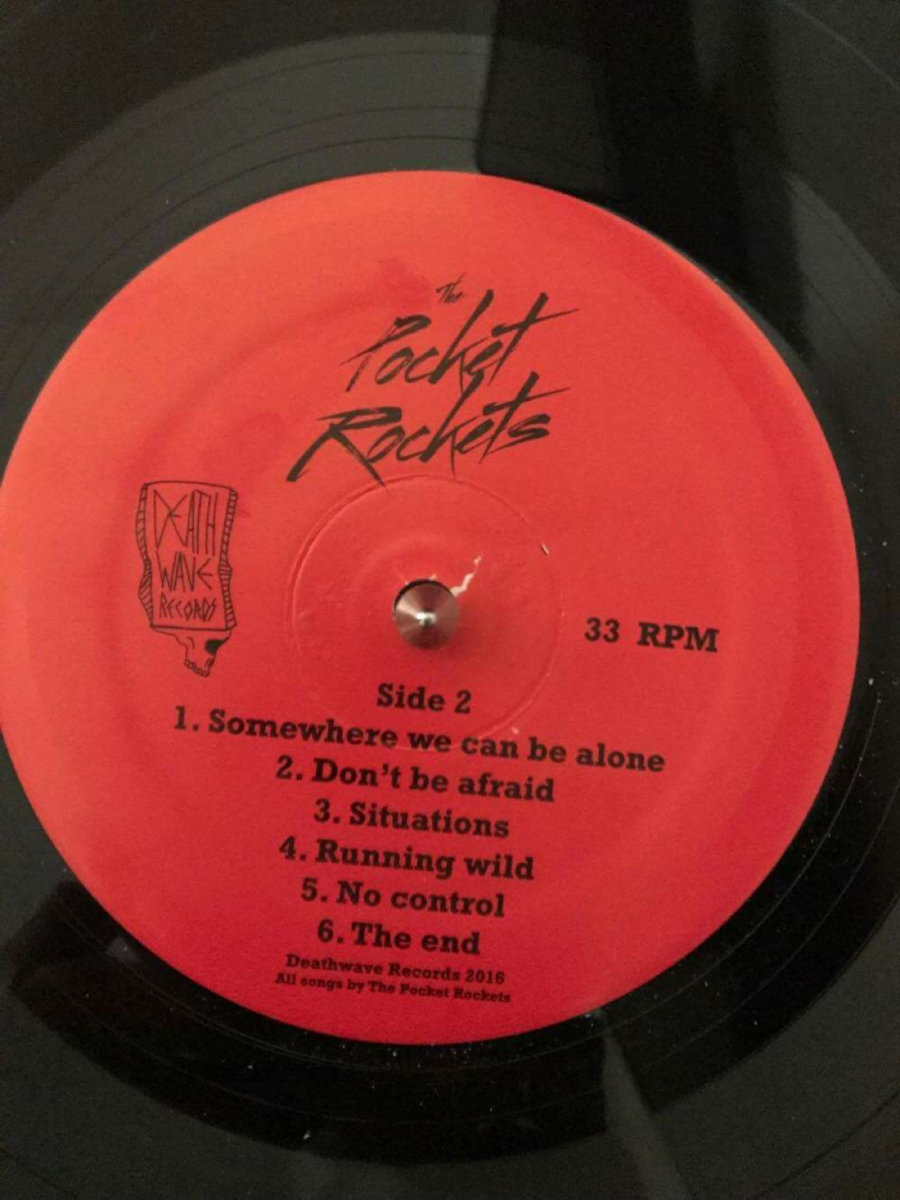 The
Pocket
Rockets
DEATH
WAVE
RECORDS
33 RPM
Side 2
1. Somewhere we can be alone
2. Don't be afraid
3. Situations
4. Running wild
5. No control
6. The end
Deathwave Records 2016
All songs by The Pocket Rockets